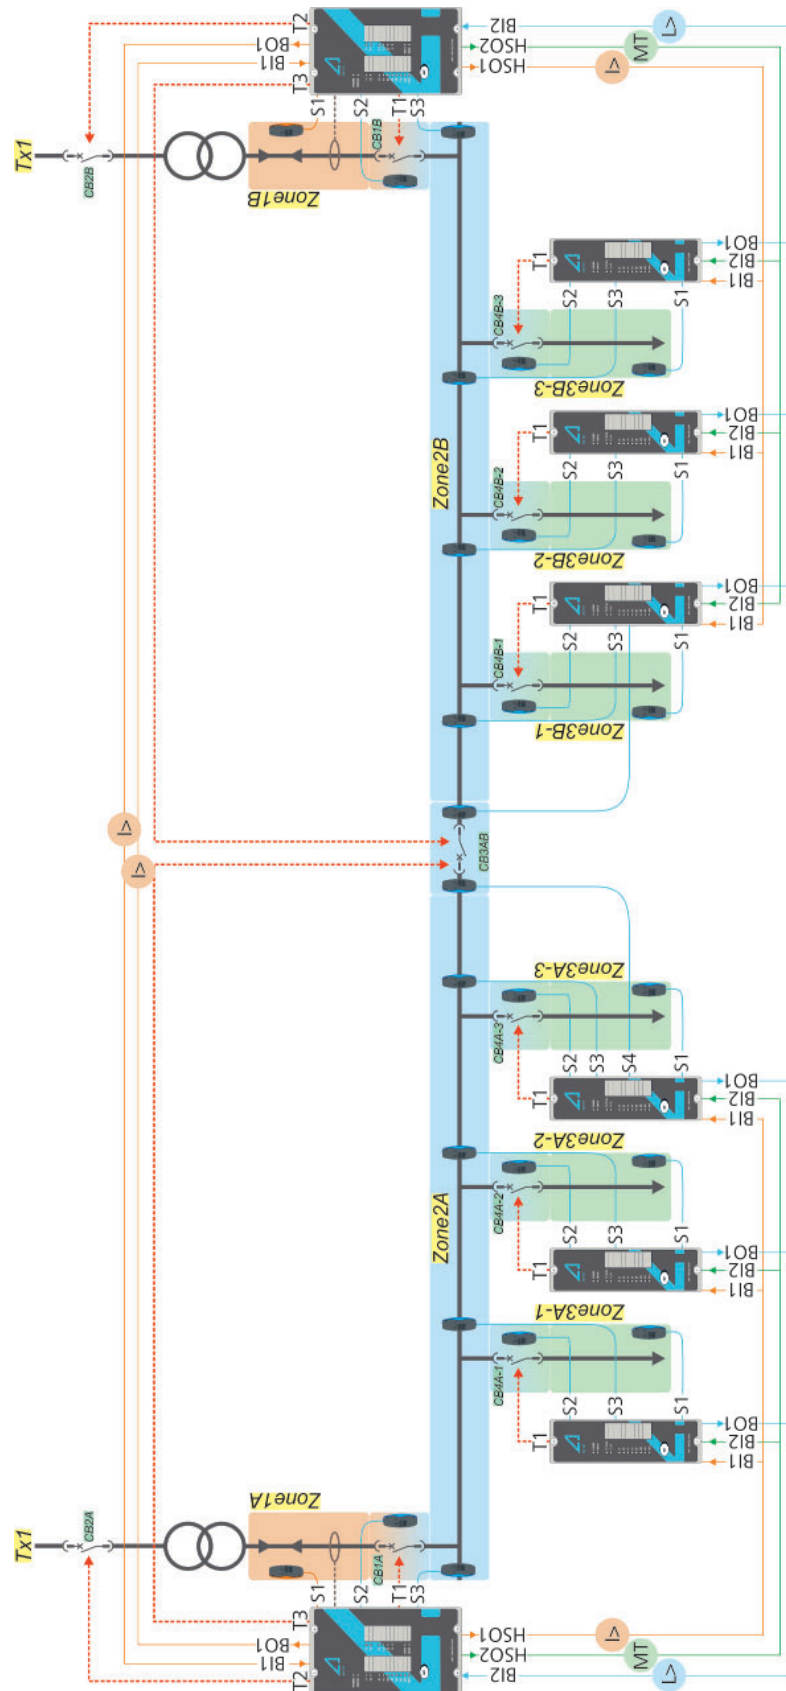 T2
BO1
BI1
T3
S1
S2
T1
S3
BI2
HSO2
HSO1
L>
MT
I>
Tx1
CB2B
CB1B
Zone1B
T1
BO1
BI2
BI1
S2
S3
S1
CB4B-3
Zone3B-3
Zone2B
T1
BO1
BI2
BI1
S2
S3
S1
CB4B-2
Zone3B-2
T1
BO1
BI2
BI1
S2
S3
S1
CB4B-1
Zone3B-1
I>
I>
CB3AB
Zone3A-3
CB4A-3
S2
S3
S4
S1
T1
BO1
BI2
BI1
Zone3A-2
Zone2A
CB4A-2
S2
S3
S1
T1
BO1
BI2
BI1
Zone3A-1
CB4A-1
S2
S3
S1
T1
BO1
BI2
BI1
Zone1A
Tx1
CB2A
CB1A
S1
S2
T1
S3
T3
BO1
BI1
T2
HSO1
HSO2
BI2
I>
MT
L>